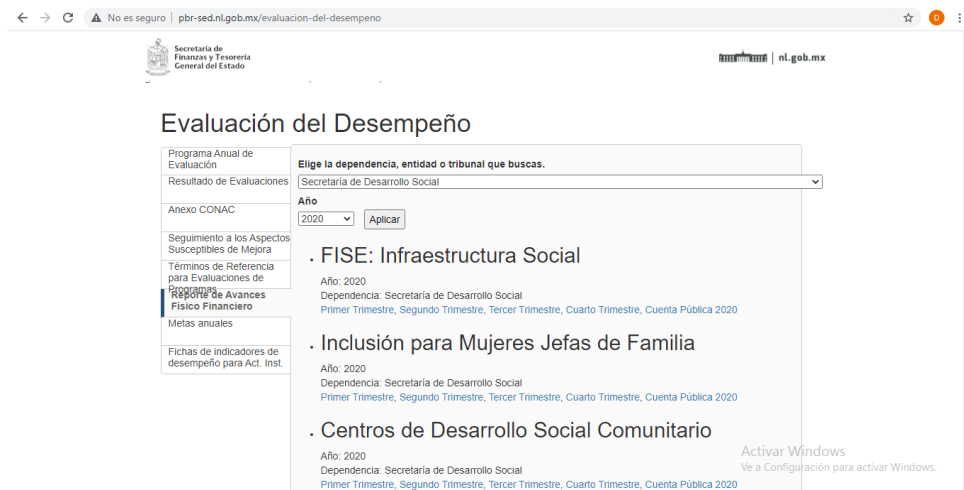 No es seguro | pbr-sed.nl.gob.mx/evaluacion-del-desempeno
D
Secretaría de
Finanzas y Tesorería
General del Estado
nl.gob.mx
Evaluación del Desempeño
Programa Anual de
Evaluación
Resultado de Evaluaciones
Anexo CONAC
Seguimiento a los Aspectos
Susceptibles de Mejora
Términos de Referencia
para Evaluaciones de
Programas
Reporte de Avances
Físico Financiero
Metas anuales
Fichas de indicadores de
desempeño para Act. Inst.
Elige la dependencia, entidad o tribunal que buscas.
Secretaría de Desarrollo Social
Año
2020 Aplicar
FISE: Infraestructura Social
Año: 2020
Dependencia: Secretaría de Desarrollo Social
Primer Trimestre, Segundo Trimestre, Tercer Trimestre, Cuarto Trimestre, Cuenta Pública 2020
Inclusión para Mujeres Jefas de Familia
Año: 2020
Dependencia: Secretaría de Desarrollo Social
Primer Trimestre, Segundo Trimestre, Tercer Trimestre, Cuarto Trimestre, Cuenta Pública 2020
Centros de Desarrollo Social Comunitario
Año: 2020
Dependencia: Secretaría de Desarrollo Social
Primer Trimestre, Segundo Trimestre, Tercer Trimestre, Cuarto Trimestre, Cuenta Pública 2020
Activar Windows
Ve a Configuración para activar Windows.